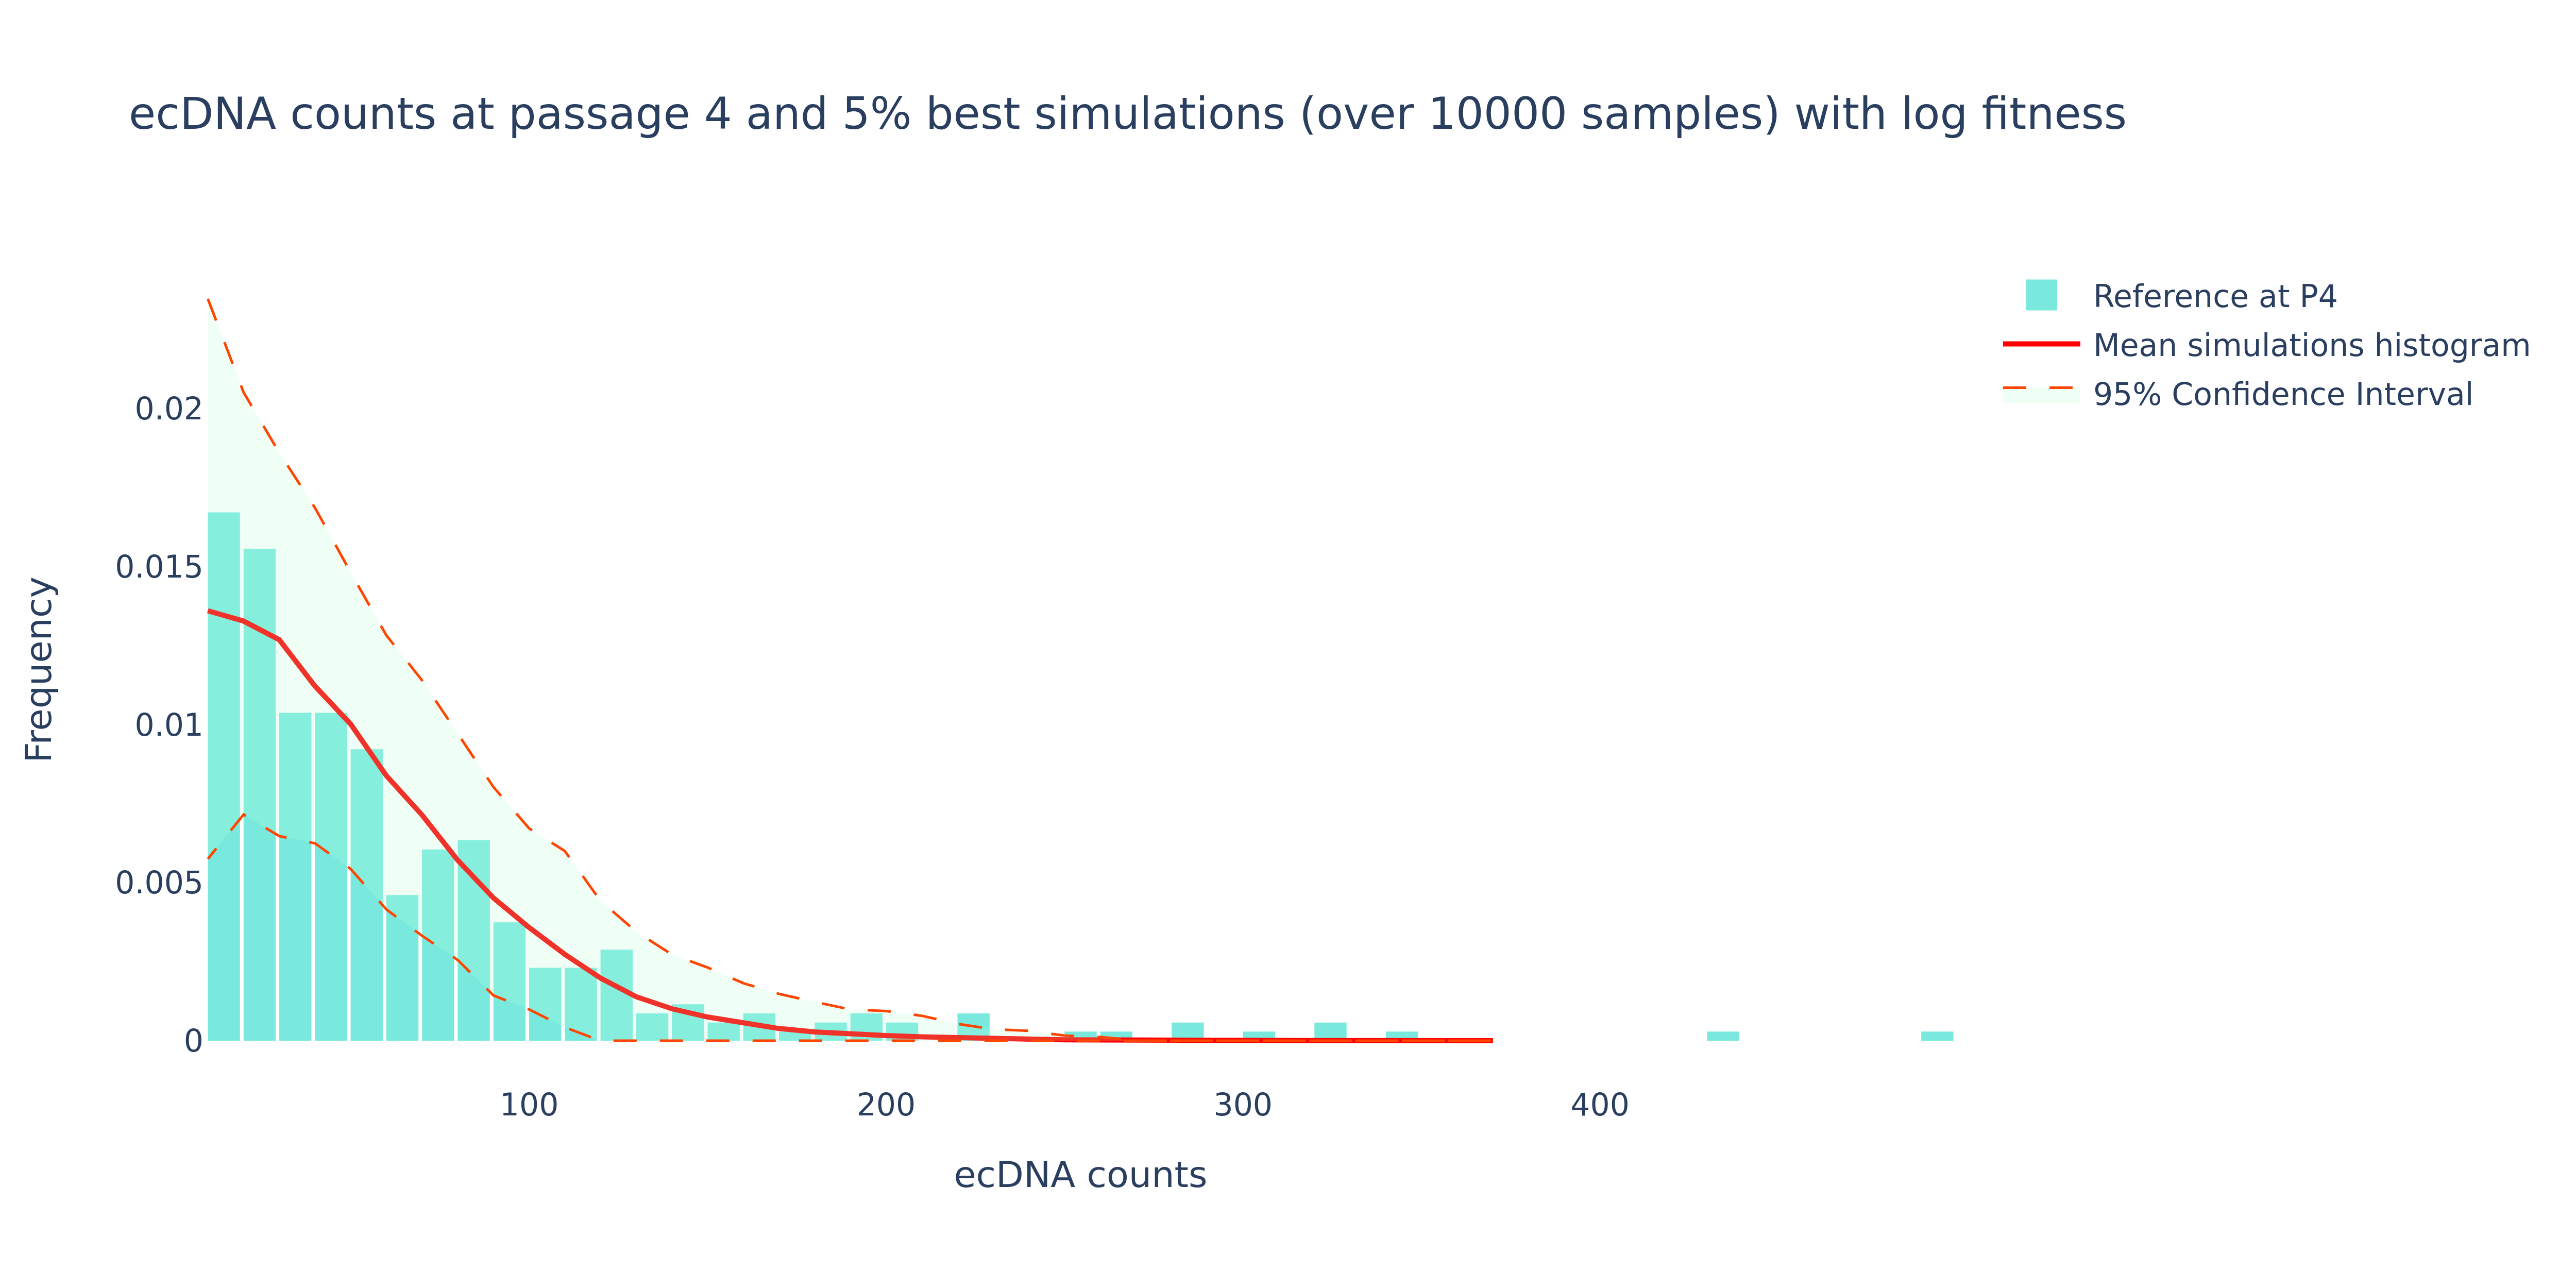 ecDNA counts at passage 4 and 5% best simulations (over 10000 samples) with log fitness
Reference at P4
Mean simulations histogram
95% Confidence Interval
Frequency
0.02
0.015
0.01
0.005
0
100 200 300 400
ecDNA counts